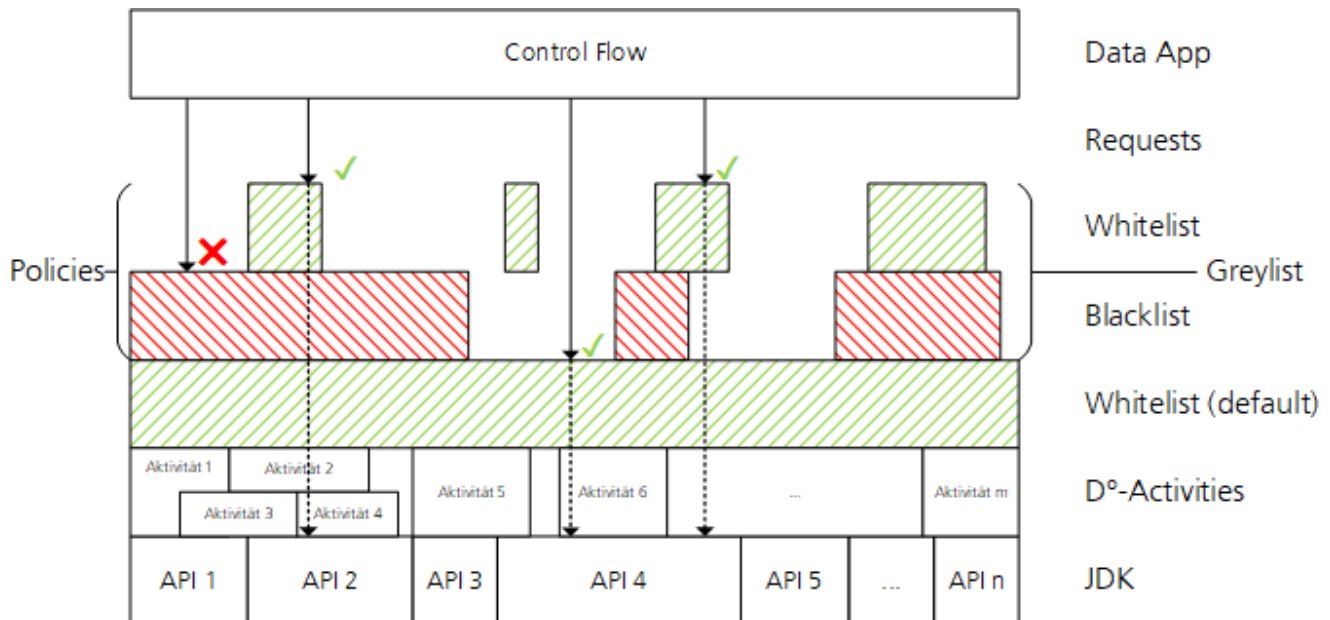 Control Flow
Data App
Requests
Policies
Whitelist
Greylist
Blacklist
Whitelist (default)
Aktivität 1
Aktivität 2
Aktivität 3
Aktivität 4
Aktivität 5
Aktivität 6
...
Aktivität m
D°-Activities
API 1
API 2
API 3
API 4
API 5
...
API n
JDK